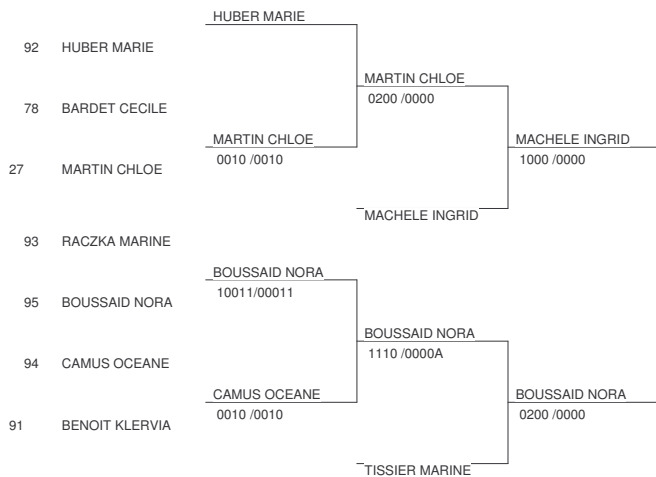 HUBER MARIE
92 HUBER MARIE
MARTIN CHLOE
0200 /0000
78 BARDET CECILE
MARTIN CHLOE
0010 /0010
MACHELE INGRID
1000 /0000
27 MARTIN CHLOE
MACHELE INGRID
93 RACZKA MARINE
BOUSSAID NORA
10011/00011
95 BOUSSAID NORA
BOUSSAID NORA
1110 /0000A
94 CAMUS OCEANE
CAMUS OCEANE
0010 /0010
BOUSSAID NORA
0200 /0000
91 BENOIT KLERVIA
TISSIER MARINE